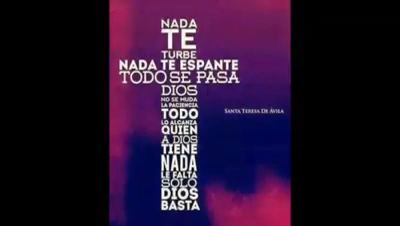 NADA
TE
TURBE
NADA TE ESPANTE
TODO SE PASA
DIOS
NO SE MUDA
LA PACIENCIA
TODO
LO ALCANZA
QUIEN
A DIOS
TIENE
NADA
LE FALTA
SOLO
DIOS
BASTA
SANTA TERESA DE ÁVILA